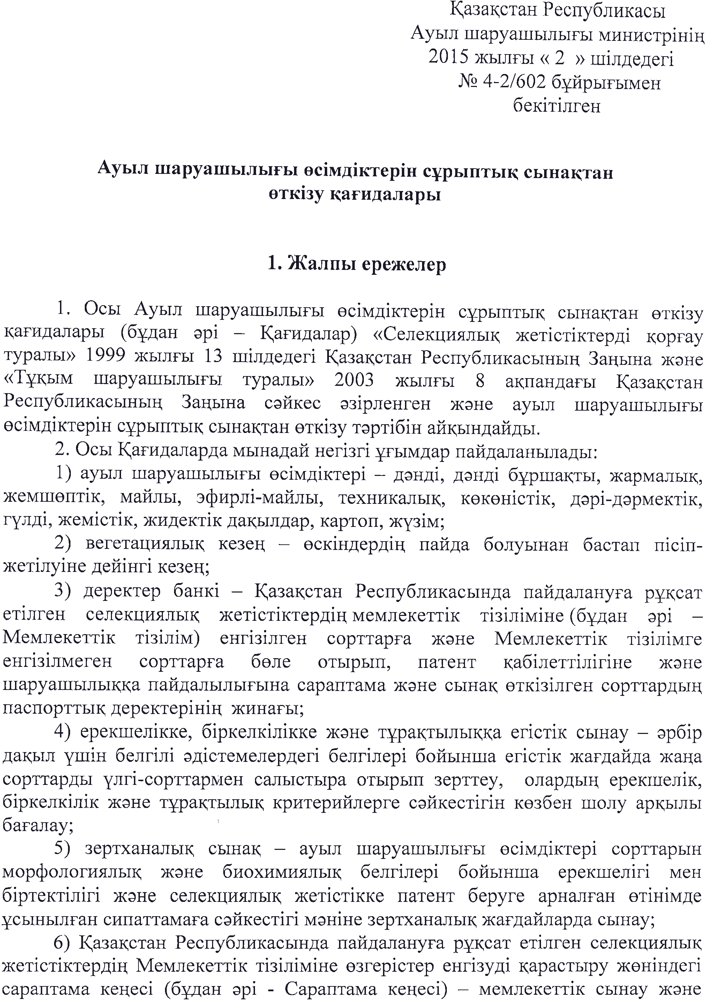 Қазақстан Республикасы
Ауыл шаруашылығы министрінің
2015 жылғы « 2 » шілдедегі
№ 4-2/602 бұйрығымен
бекітілген
Ауыл шаруашылығы өсімдіктерін сұрыптық сынақтан
өткізу қағидалары
1. Жалпы ережелер
1. Осы Ауыл шаруашылығы өсімдіктерін сұрыптық сынақтан өткізу
қағидалары (бұдан әрі – Қағидалар) «Селекциялық жетістіктерді қорғау
туралы» 1999 жылғы 13 шілдедегі Қазақстан Республикасының Заңына және
«Тұқым шаруашылығы туралы» 2003 жылғы 8 ақпандағы Қазақстан
Республикасының Заңына сәйкес әзірленген және ауыл шаруашылығы
өсімдіктерін сұрыптық сынақтан өткізу тәртібін айқындайды.
2. Осы Қағидаларда мынадай негізгі ұғымдар пайдаланылады:
1) ауыл шаруашылығы өсімдіктері – дәнді, дәнді бұршақты, жармалық,
жемшөптік, майлы, эфирлі-майлы, техникалық, көкөністік, дәрі-дәрмектік,
гүлді, жемістік, жидектік дақылдар, картоп, жүзім;
2) вегетациялық кезең – өскіндердің пайда болуынан бастап пісіп-
жетілуіне дейінгі кезең;
3) деректер банкі – Қазақстан Республикасында пайдалануға рұқсат
етілген селекциялық жетістіктердің мемлекеттік тізіліміне (бұдан әрі –
Мемлекеттік тізілім) енгізілген сорттарға және Мемлекеттік тізілімге
енгізілмеген сорттарға бөле отырып, патент қабілеттілігіне және
шаруашылыққа пайдалылығына сараптама және сынақ өткізілген сорттардың
паспорттық деректерінің жинағы;
4) ерекшелікке, біркелкілікке және тұрақтылыққа егістік сынау – әрбір
дақыл үшін белгілі әдістемелердегі белгілері бойынша егістік жағдайда жаңа
сорттарды үлгі-сорттармен салыстыра отырып зерттеу, олардың ерекшелік,
біркелкілік және тұрақтылық критерийлерге сәйкестігін көзбен шолу арқылы
бағалау;
5) зертханалық сынақ – ауыл шаруашылығы өсімдіктері сорттарын
морфологиялық және биохимиялық белгілері бойынша ерекшелігі мен
біртектілігі және селекциялық жетістікке патент беруге арналған өтінімде
ұсынылған сипаттамаға сәйкестігі мәніне зертханалық жағдайларда сынау;
6) Қазақстан Республикасында пайдалануға рұқсат етілген селекциялық
жетістіктердің Мемлекеттік тізіліміне өзгерістер енгізуді қарастыру жөніндегі
сараптама кеңесі (бұдан әрі - Сараптама кеңесі) – мемлекеттік сынау және